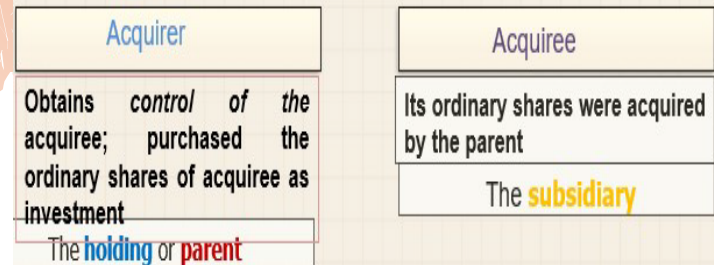 Acquirer
Obtains control of the
acquiree; purchased the
ordinary shares of acquiree as
investment
The holding or parent
Acquiree
Its ordinary shares were acquired
by the parent
The subsidiary